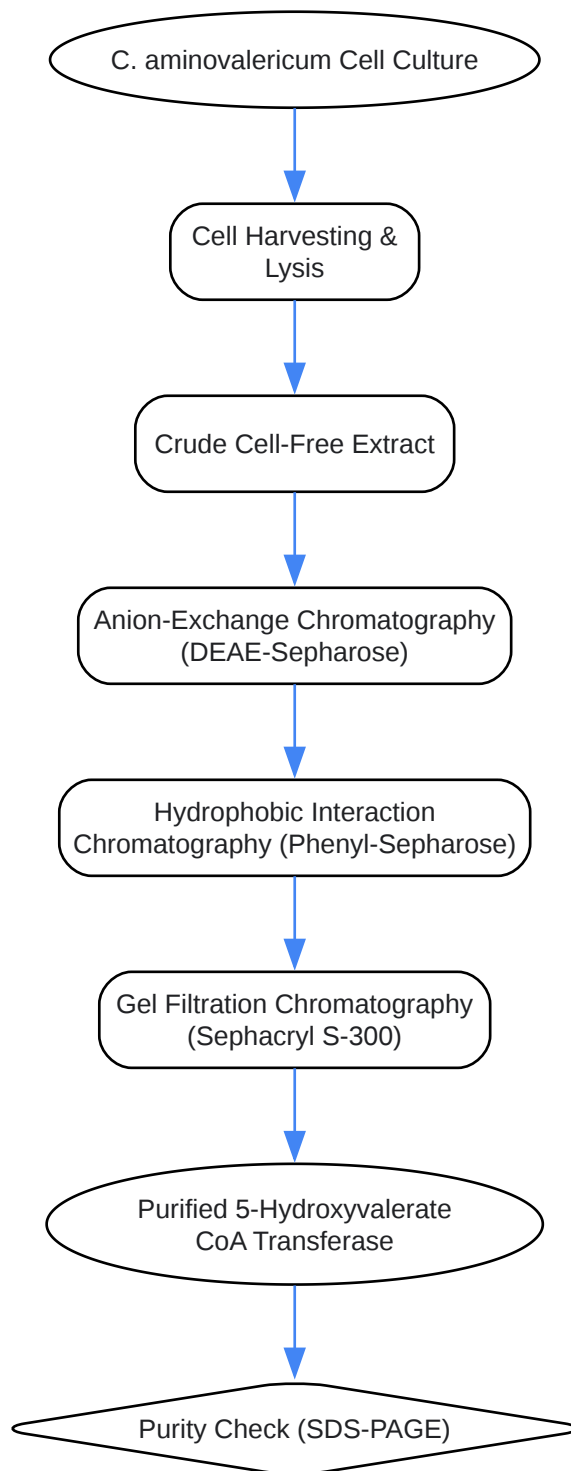 C. aminovalericum Cell Culture
Cell Harvesting &
Lysis
Crude Cell-Free Extract
Anion-Exchange Chromatography
(DEAE-Sepharose)
Hydrophobic Interaction
Chromatography (Phenyl-Sepharose)
Gel Filtration Chromatography
(Sephacryl S-300)
Purified 5-Hydroxyvalerate
CoA Transferase
Purity Check (SDS-PAGE)